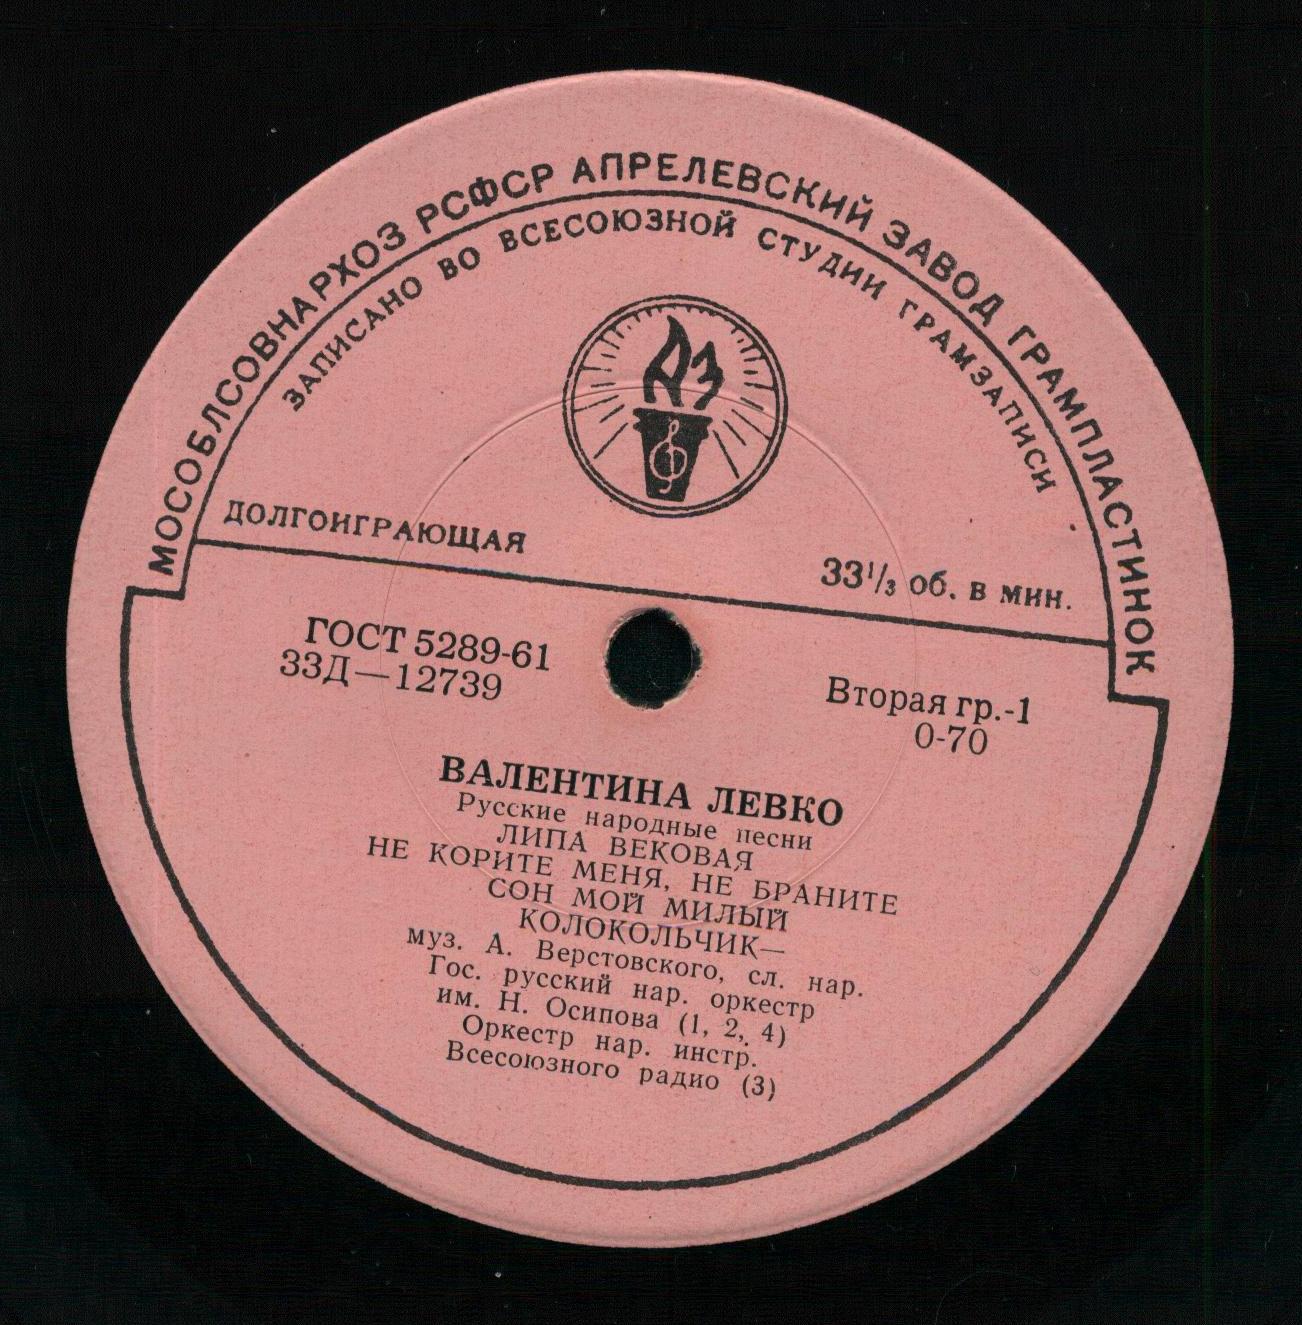 МОСОБЛСОВНАРХОЗ РСФСР АПРЕЛЕВСКИЙ ЗАВОД ГРАМПЛАСТИНОК
ЗАПИСАНО ВО ВСЕСОЮЗНОЙ СТУДИИ ГРАМЗАПИСИ
АЗ
ДОЛГОИГРАЮЩАЯ
33⅓ об. в мин.
ГОСТ 5289-61
33Д—12739
Вторая гр.-1
0-70
ВАЛЕНТИНА ЛЕВКО
Русские народные песни
ЛИПА ВЕКОВАЯ
НЕ КОРИТЕ МЕНЯ, НЕ БРАНИТЕ
СОН МОЙ МИЛЫЙ
КОЛОКОЛЬЧИК—
муз. А. Верстовского, сл. нар.
Гос. русский нар. оркестр
им. Н. Осипова (1, 2, 4)
Оркестр нар. инстр.
Всесоюзного радио (3)